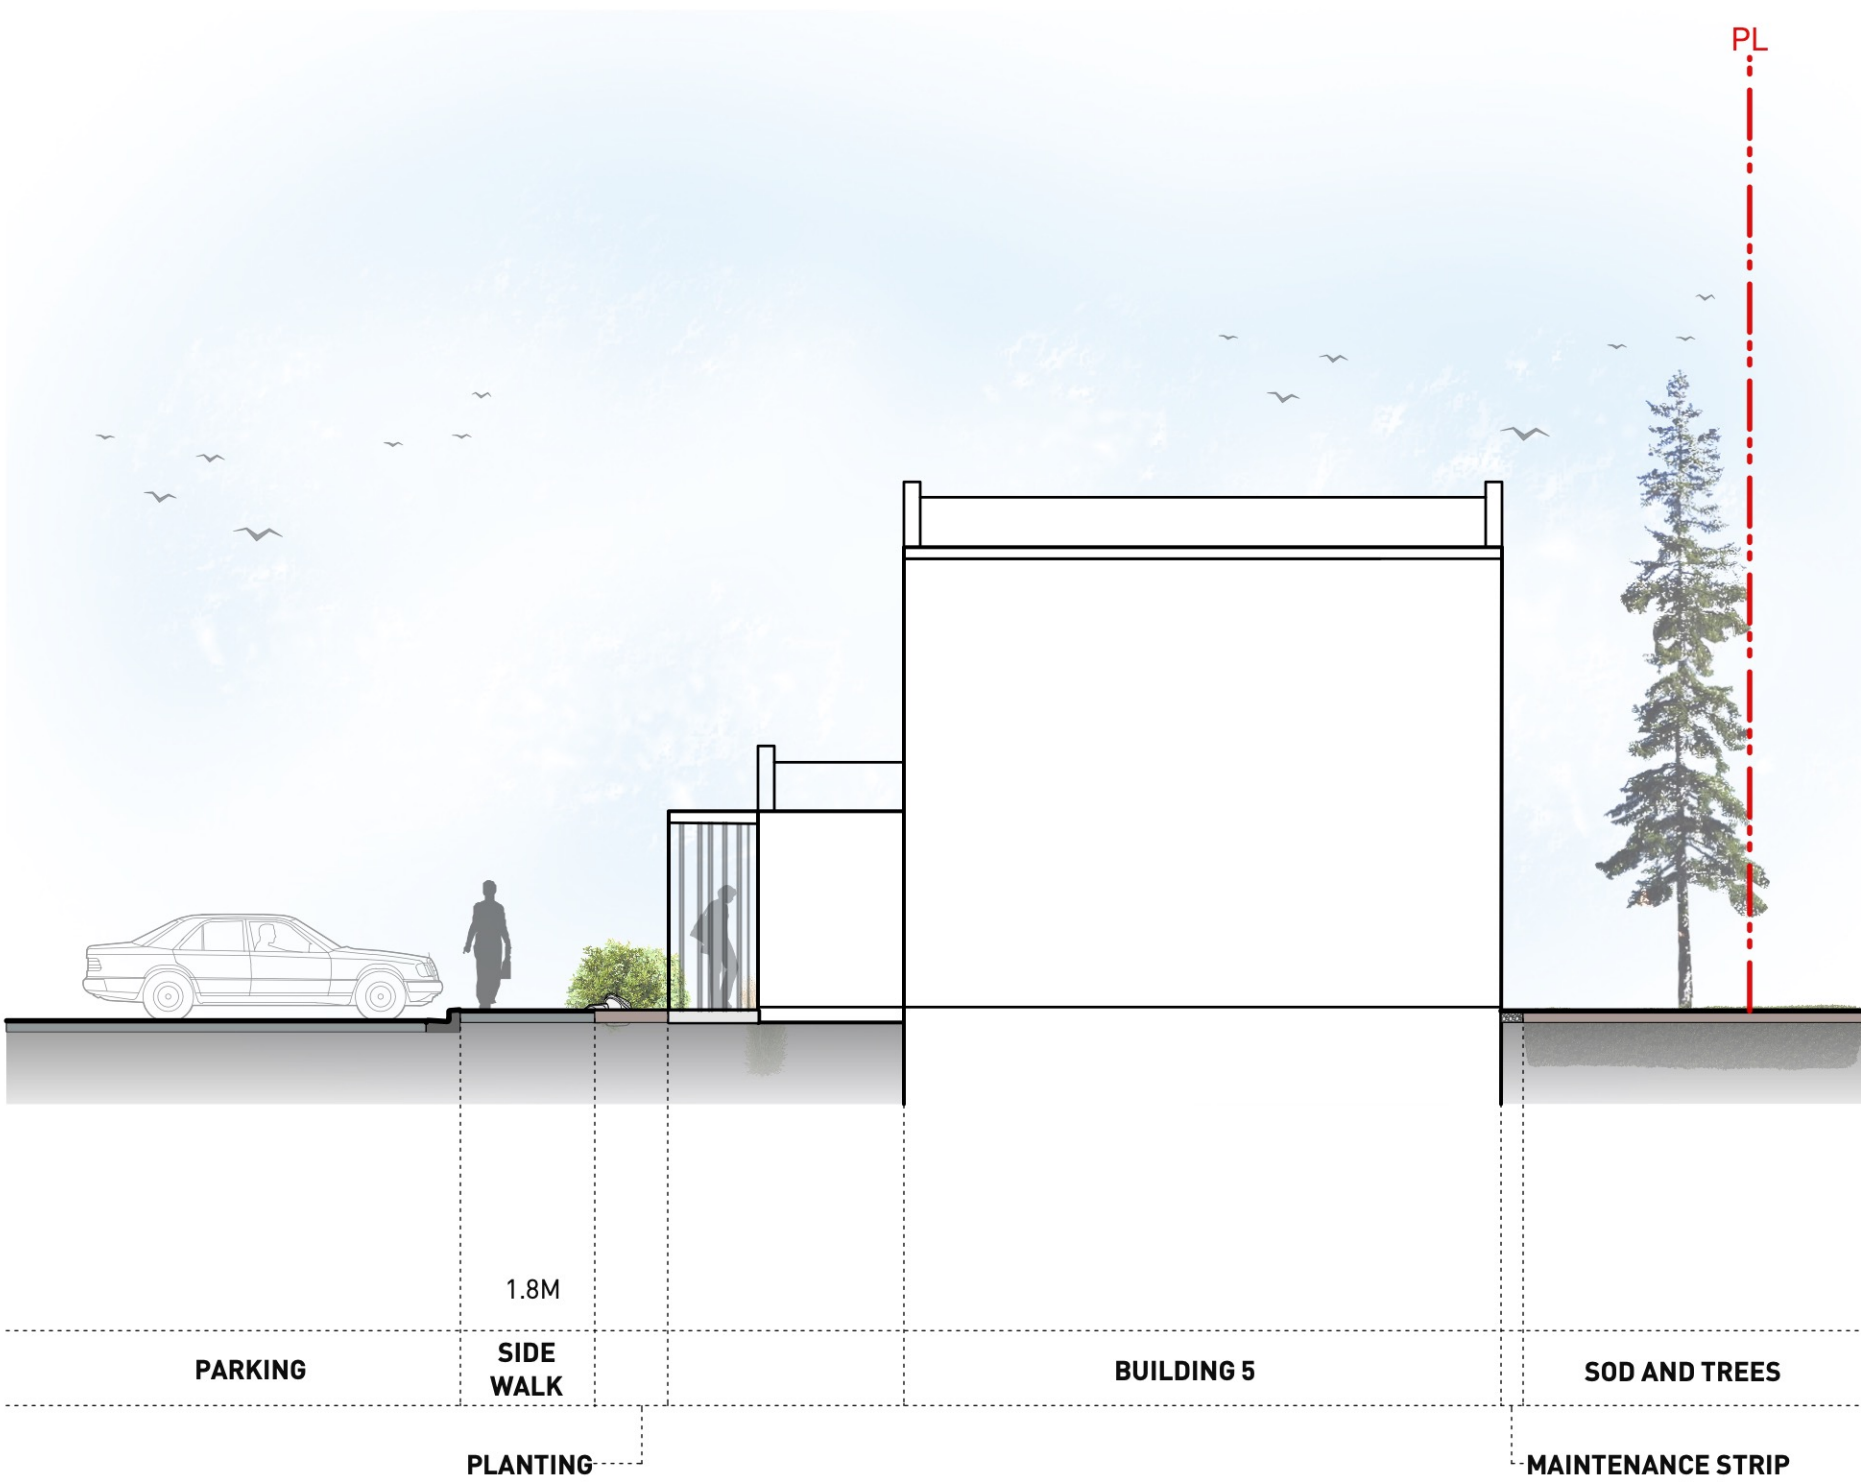 PL
1.8M
PARKING
SIDE
WALK
BUILDING 5
SOD AND TREES
PLANTING
MAINTENANCE STRIP